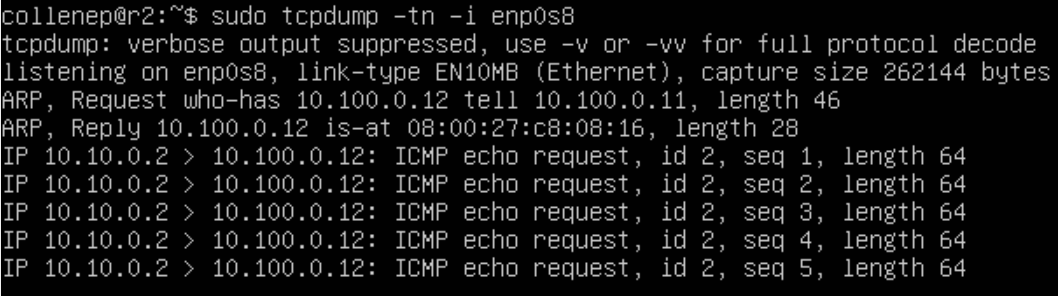 collenep@r2:~$ sudo tcpdump -tn -i enp0s8
tcpdump: verbose output suppressed, use -v or -vv for full protocol decode
listening on enp0s8, link-type EN10MB (Ethernet), capture size 262144 bytes
ARP, Request who-has 10.100.0.12 tell 10.100.0.11, length 46
ARP, Reply 10.100.0.12 is-at 08:00:27:c8:08:16, length 28
IP 10.10.0.2 > 10.100.0.12: ICMP echo request, id 2, seq 1, length 64
IP 10.10.0.2 > 10.100.0.12: ICMP echo request, id 2, seq 2, length 64
IP 10.10.0.2 > 10.100.0.12: ICMP echo request, id 2, seq 3, length 64
IP 10.10.0.2 > 10.100.0.12: ICMP echo request, id 2, seq 4, length 64
IP 10.10.0.2 > 10.100.0.12: ICMP echo request, id 2, seq 5, length 64